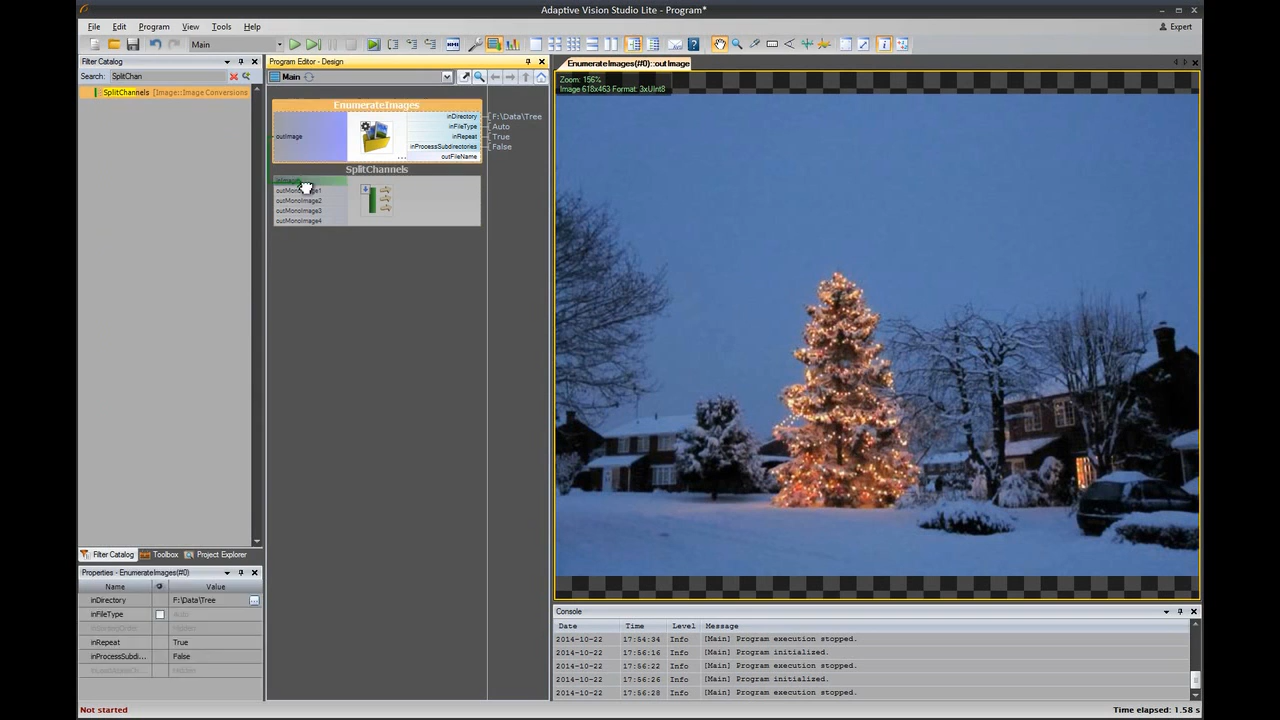 Adaptive Vision Studio Lite - Program*
File Edit Program View Tools Help
Expert
Main
Filter Catalog
Search: SplitChan
SplitChannels [Image::Image Conversions
Program Editor - Design
Main
EnumerateImages
outImage
inDirectory F:\Data\Tree
inFileType Auto
inRepeat True
inProcessSubdirectories False
outFileName
SplitChannels
outMonoImage1
outMonoImage2
outMonoImage3
outMonoImage4
EnumerateImages(#0)::outImage
Zoom: 156%
Image 618x463 Format: 3xUInt8
Filter Catalog Toolbox Project Explorer
Properties - EnumerateImages(#0)
Name Value
inDirectory F:\Data\Tree
inFileType Auto
inRepeat True
inProcessSubdi... False
Console
Date Time Level Message
2014-10-22 17:54:34 Info [Main] Program execution stopped.
2014-10-22 17:56:16 Info [Main] Program initialized.
2014-10-22 17:56:22 Info [Main] Program execution stopped.
2014-10-22 17:56:26 Info [Main] Program initialized.
2014-10-22 17:56:28 Info [Main] Program execution stopped.
Not started
Time elapsed: 1.58 s